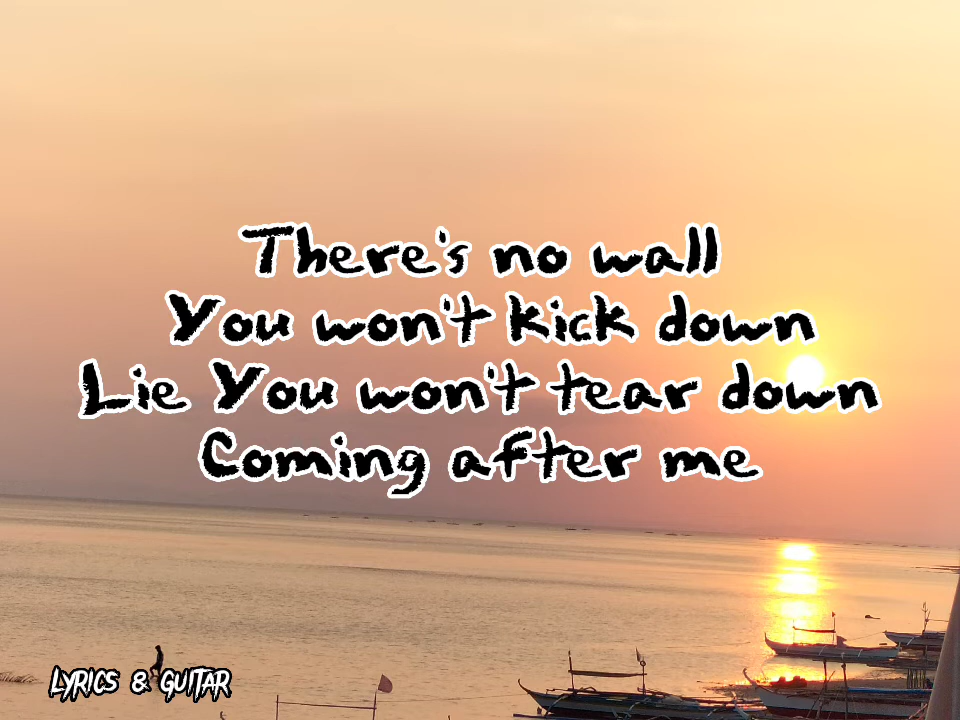 There's no wall
You won't kick down
Lie You won't tear down
Coming after me
LYRICS & GUITAR